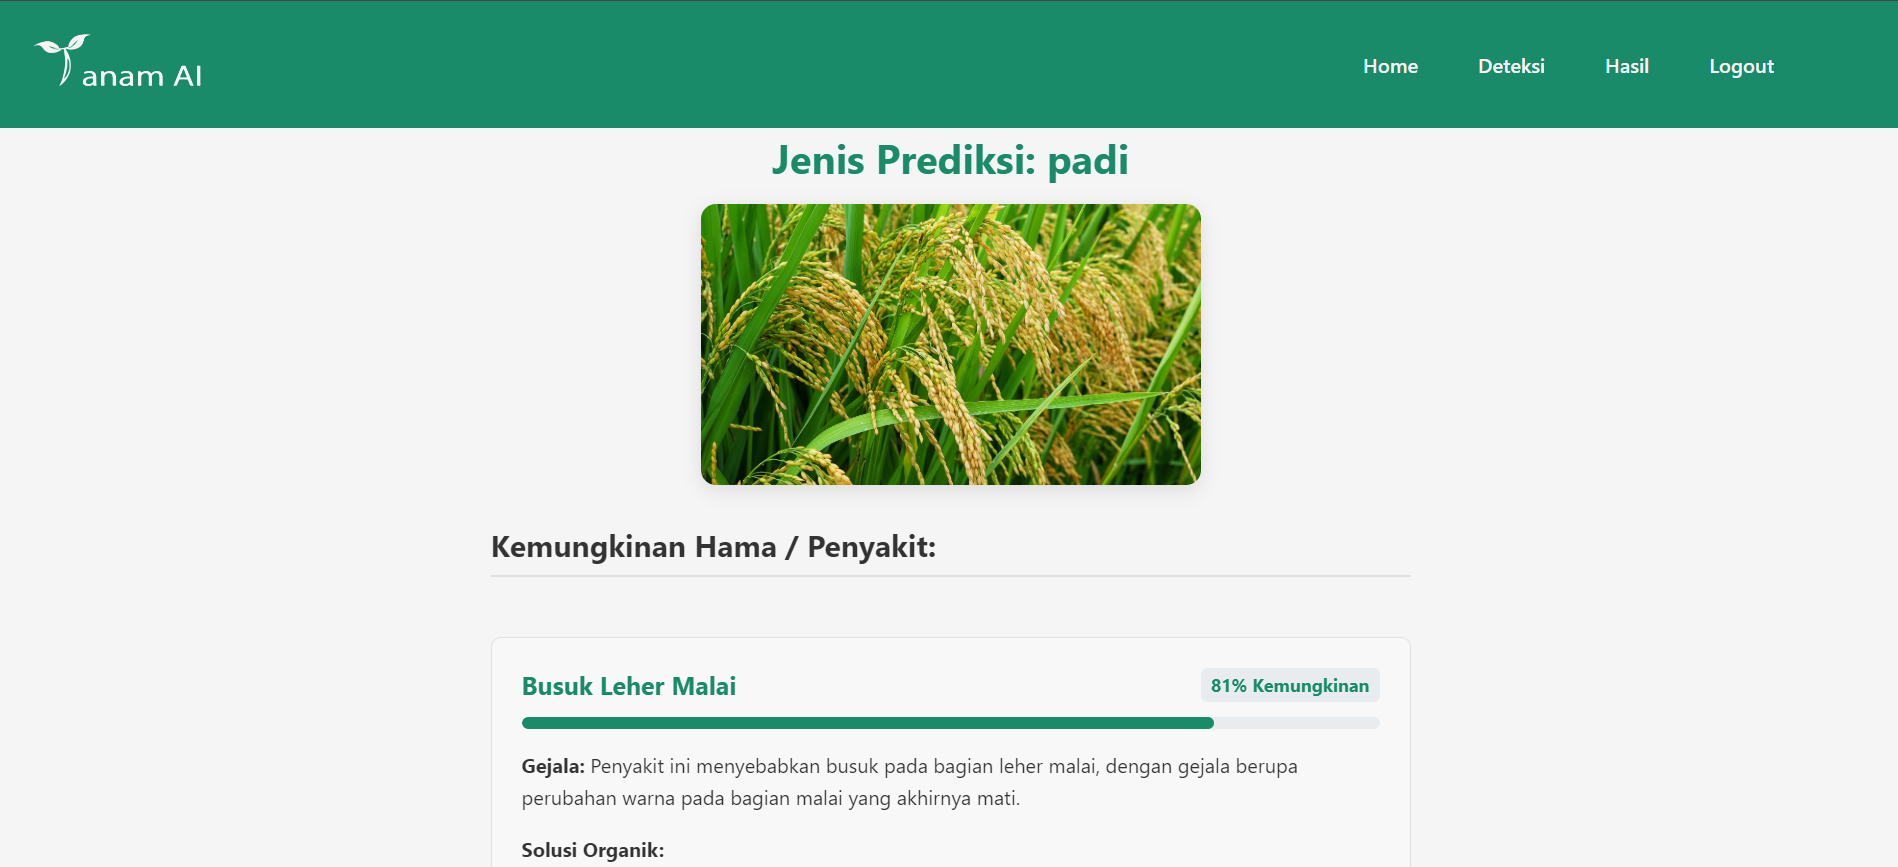 Tanam AI
Home
Deteksi
Hasil
Logout
Jenis Prediksi: padi
Kemungkinan Hama / Penyakit:
Busuk Leher Malai
81% Kemungkinan
Gejala: Penyakit ini menyebabkan busuk pada bagian leher malai, dengan gejala berupa
perubahan warna pada bagian malai yang akhirnya mati.
Solusi Organik: